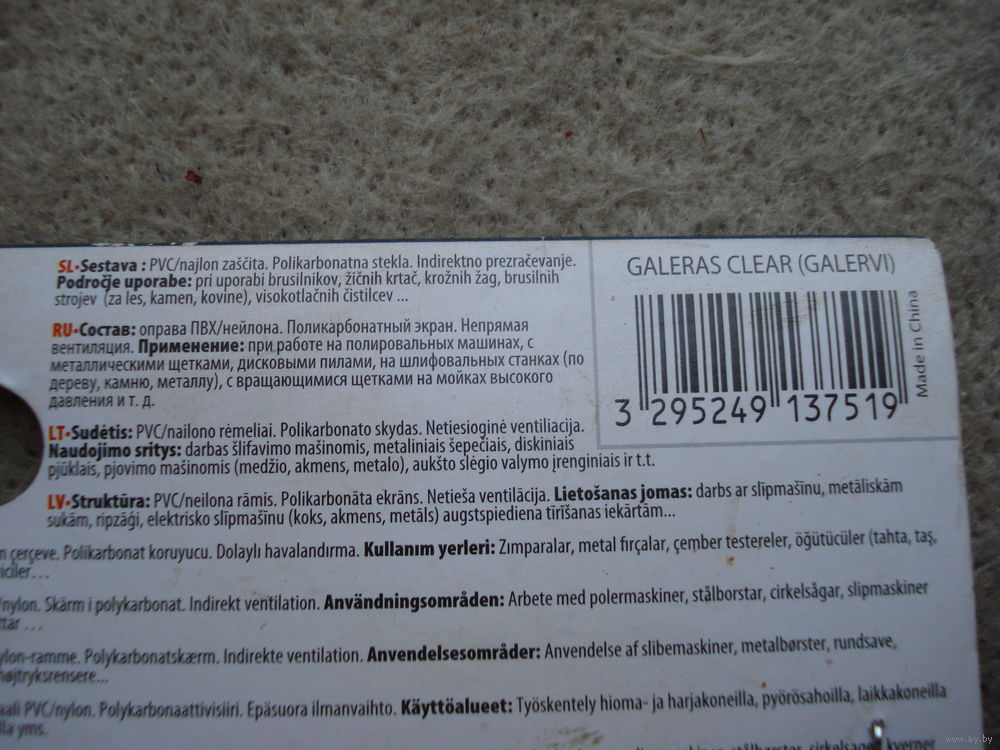 SL•Sestava : PVC/najlon zaščita. Polikarbonatna stekla. Indirektno prezračevanje.
Področje uporabe: pri uporabi brusilnikov, žičnih krtač, krožnih žag, brusilnih
strojev (za les, kamen, kovine), visokotlačnih čistilcev ...
GALERAS CLEAR (GALERVI)
Made in China
3 295249 137519
RU•Состав: оправа ПВХ/нейлона. Поликарбонатный экран. Непрямая
вентиляция. Применение: при работе на полировальных машинах, с
металлическими щетками, дисковыми пилами, на шлифовальных станках (по
дереву, камню, металлу), с вращающимися щетками на мойках высокого
давления и т. д.
LT•Sudėtis: PVC/nailono rėmeliai. Polikarbonato skydas. Netiesioginė ventiliacija.
Naudojimo sritys: darbas šlifavimo mašinomis, metaliniais šepečiais, diskiniais
pjūklais, pjovimo mašinomis (medžio, akmens, metalo), aukšto slėgio valymo įrenginiais ir t.t.
LV•Struktūra: PVC/neilona rāmis. Polikarbonāta ekrāns. Netieša ventilācija. Lietošanas jomas: darbs ar slīpmašīnu, metāliskām
sukām, ripzāģi, elektrisko slīpmašīnu (koks, akmens, metāls) augstspiediena tīrīšanas iekārtām...
çerçeve. Polikarbonat koruyucu. Dolaylı havalandırma. Kullanım yerleri: Zımparalar, metal fırçalar, çember testereler, öğütücüler (tahta, taş,
/nylon. Skärm i polykarbonat. Indirekt ventilation. Användningsområden: Arbete med polermaskiner, stålborstar, cirkelsågar, slipmaskiner
ylon-ramme. Polykarbonatskærm. Indirekte ventilation. Anvendelsesområder: Anvendelse af slibemaskiner, metalbørster, rundsave,
højtryksrensere...
PVC/nylon. Polykarbonaattivisiiri. Epäsuora ilmanvaihto. Käyttöalueet: Työskentely hioma- ja harjakoneilla, pyörösahoilla, laikkakoneilla
yms.
www.ay.by